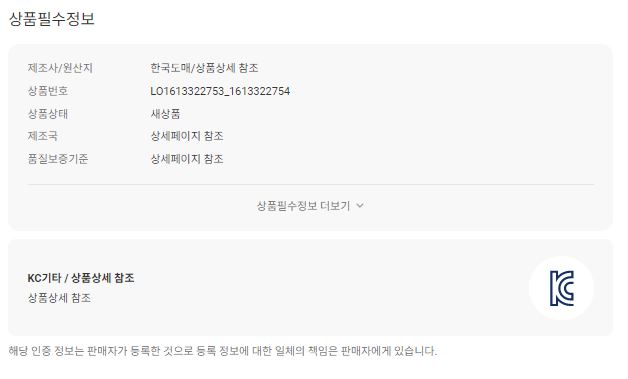 상품필수정보
제조사/원산지 한국도매/상품상세 참조
상품번호 LO1613322753_1613322754
상품상태 새상품
제조국 상세페이지 참조
품질보증기준 상세페이지 참조
상품필수정보 더보기
KC기타 / 상품상세 참조
상품상세 참조
KC
해당 인증 정보는 판매자가 등록한 것으로 등록 정보에 대한 일체의 책임은 판매자에게 있습니다.